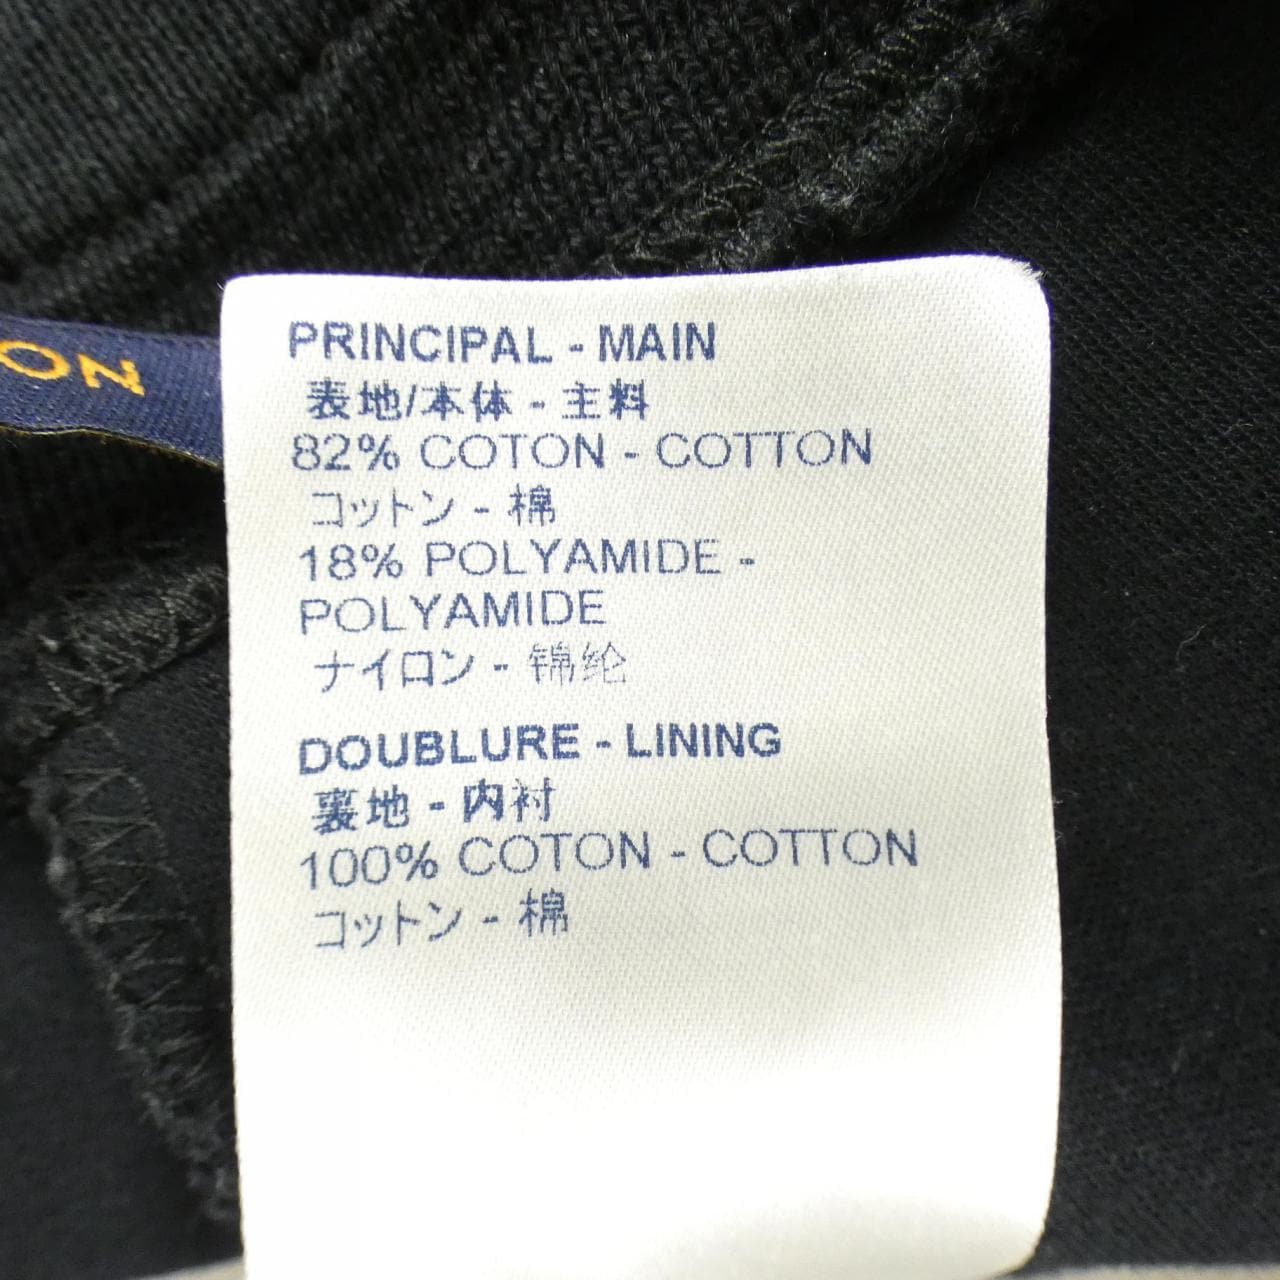 ON
PRINCIPAL - MAIN
表地/本体 - 主料
82% COTON - COTTON
コットン - 棉
18% POLYAMIDE -
POLYAMIDE
ナイロン - 锦纶
DOUBLURE - LINING
裏地 - 内衬
100% COTON - COTTON
コットン - 棉